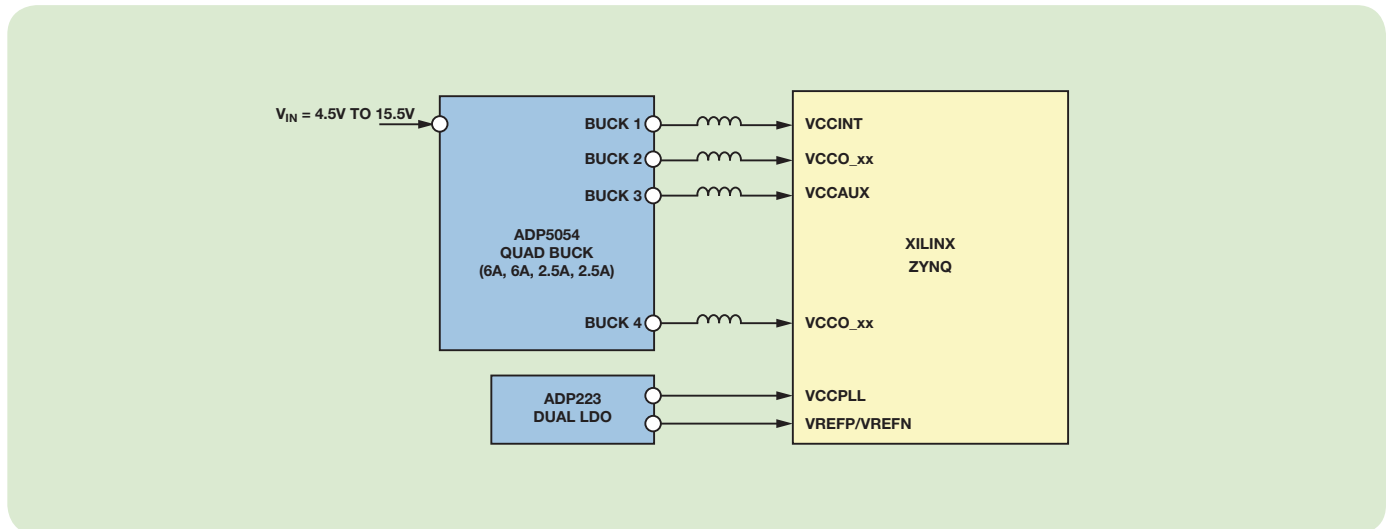 V_IN = 4.5V TO 15.5V
BUCK 1
BUCK 2
BUCK 3
ADP5054
QUAD BUCK
(6A, 6A, 2.5A, 2.5A)
BUCK 4
ADP223
DUAL LDO
VCCINT
VCCO_xx
VCCAUX
XILINX
ZYNQ
VCCO_xx
VCCPLL
VREFP/VREFN